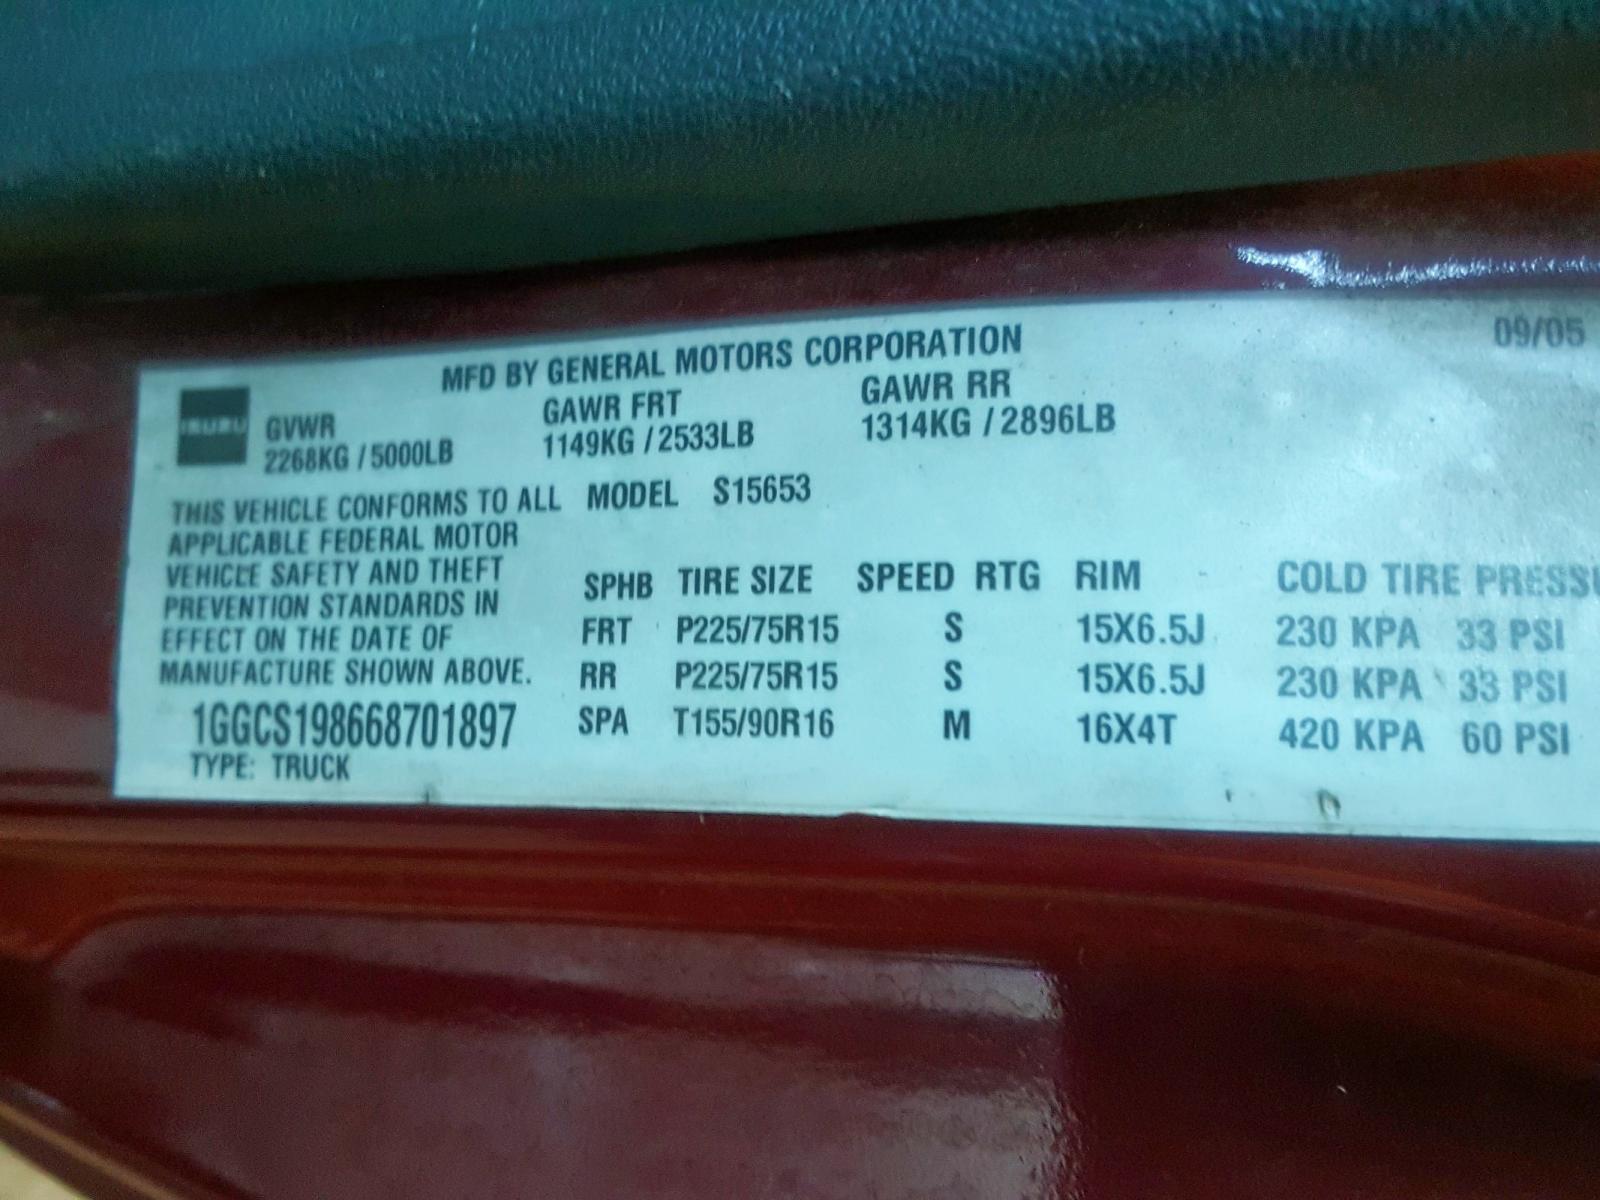 MFD BY GENERAL MOTORS CORPORATION 09/05
ISUZU
GVWR GAWR FRT GAWR RR
2268KG / 5000LB 1149KG / 2533LB 1314KG / 2896LB
THIS VEHICLE CONFORMS TO ALL MODEL S15653
APPLICABLE FEDERAL MOTOR
VEHICLE SAFETY AND THEFT
PREVENTION STANDARDS IN
EFFECT ON THE DATE OF
MANUFACTURE SHOWN ABOVE.
1GGCS198668701897
TYPE: TRUCK
SPHB TIRE SIZE SPEED RTG RIM COLD TIRE PRESSU
FRT P225/75R15 S 15X6.5J 230 KPA 33 PSI
RR P225/75R15 S 15X6.5J 230 KPA 33 PSI
SPA T155/90R16 M 16X4T 420 KPA 60 PSI